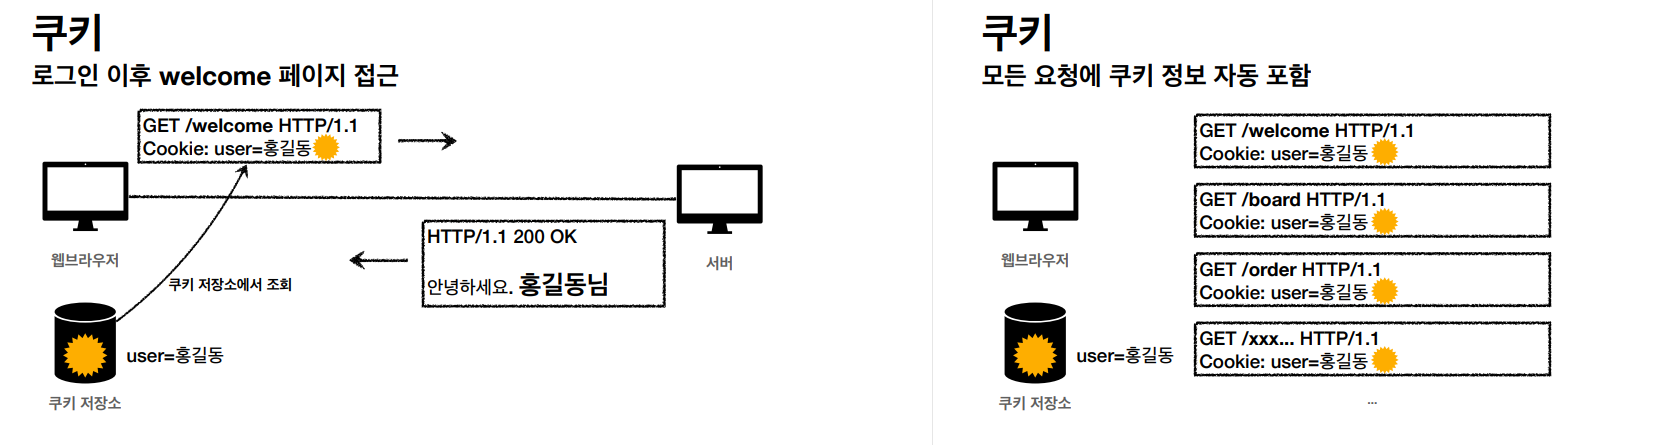 쿠키
로그인 이후 welcome 페이지 접근
GET /welcome HTTP/1.1
Cookie: user=홍길동
웹브라우저
서버
HTTP/1.1 200 OK
안녕하세요. 홍길동님
쿠키 저장소에서 조회
user=홍길동
쿠키 저장소
쿠키
모든 요청에 쿠키 정보 자동 포함
GET /welcome HTTP/1.1
Cookie: user=홍길동
GET /board HTTP/1.1
Cookie: user=홍길동
웹브라우저
GET /order HTTP/1.1
Cookie: user=홍길동
GET /xxx... HTTP/1.1
Cookie: user=홍길동
user=홍길동
쿠키 저장소
...